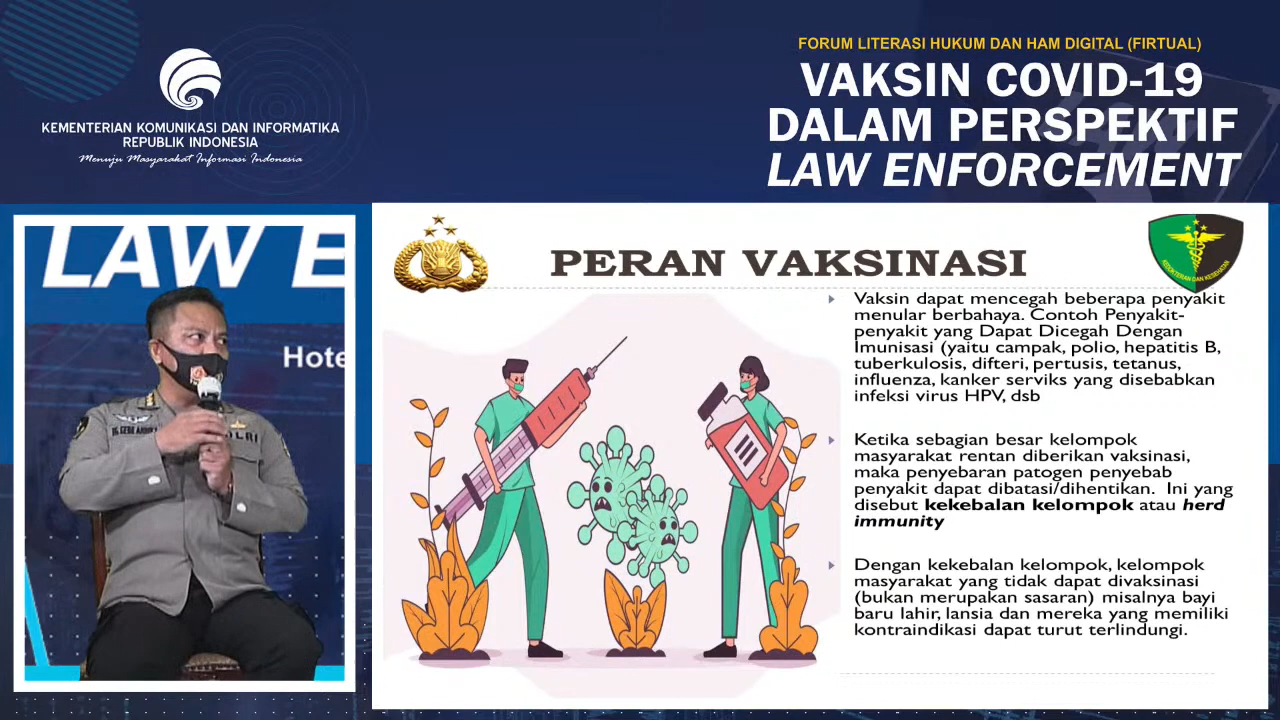 KEMENTERIAN KOMUNIKASI DAN INFORMATIKA
REPUBLIK INDONESIA
Menuju Masyarakat Informasi Indonesia
FORUM LITERASI HUKUM DAN HAM DIGITAL (FIRTUAL)
VAKSIN COVID-19
DALAM PERSPEKTIF
LAW ENFORCEMENT
LAW E
Hote
POLRI
PERAN VAKSINASI
KEDOKTERAN DAN KESEHATAN
Vaksin dapat mencegah beberapa penyakit
menular berbahaya. Contoh Penyakit-
penyakit yang Dapat Dicegah Dengan
Imunisasi (yaitu campak, polio, hepatitis B,
tuberkulosis, difteri, pertusis, tetanus,
influenza, kanker serviks yang disebabkan
infeksi virus HPV, dsb
Ketika sebagian besar kelompok
masyarakat rentan diberikan vaksinasi,
maka penyebaran patogen penyebab
penyakit dapat dibatasi/dihentikan. Ini yang
disebut kekebalan kelompok atau herd
immunity
Dengan kekebalan kelompok, kelompok
masyarakat yang tidak dapat divaksinasi
(bukan merupakan sasaran) misalnya bayi
baru lahir, lansia dan mereka yang memiliki
kontraindikasi dapat turut terlindungi.